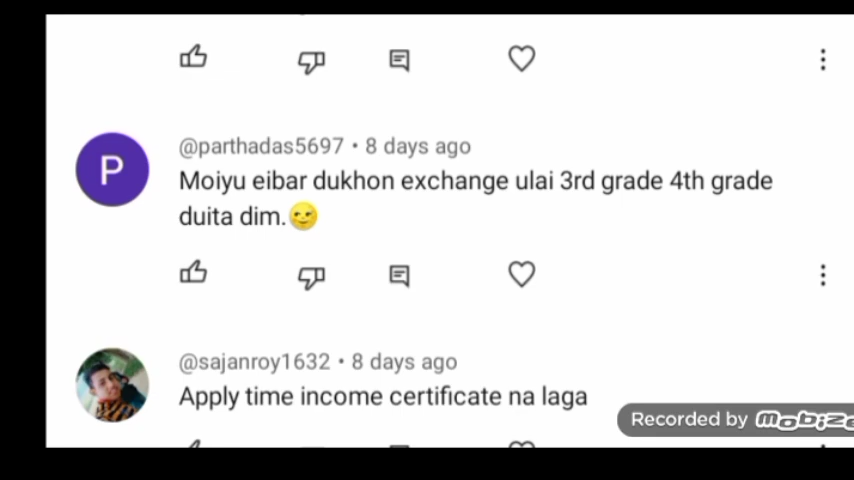 @parthadas5697 • 8 days ago
Moiyu eibar dukhon exchange ulai 3rd grade 4th grade
duita dim.🌝
P
@sajanroy1632 • 8 days ago
Apply time income certificate na laga
Recorded by